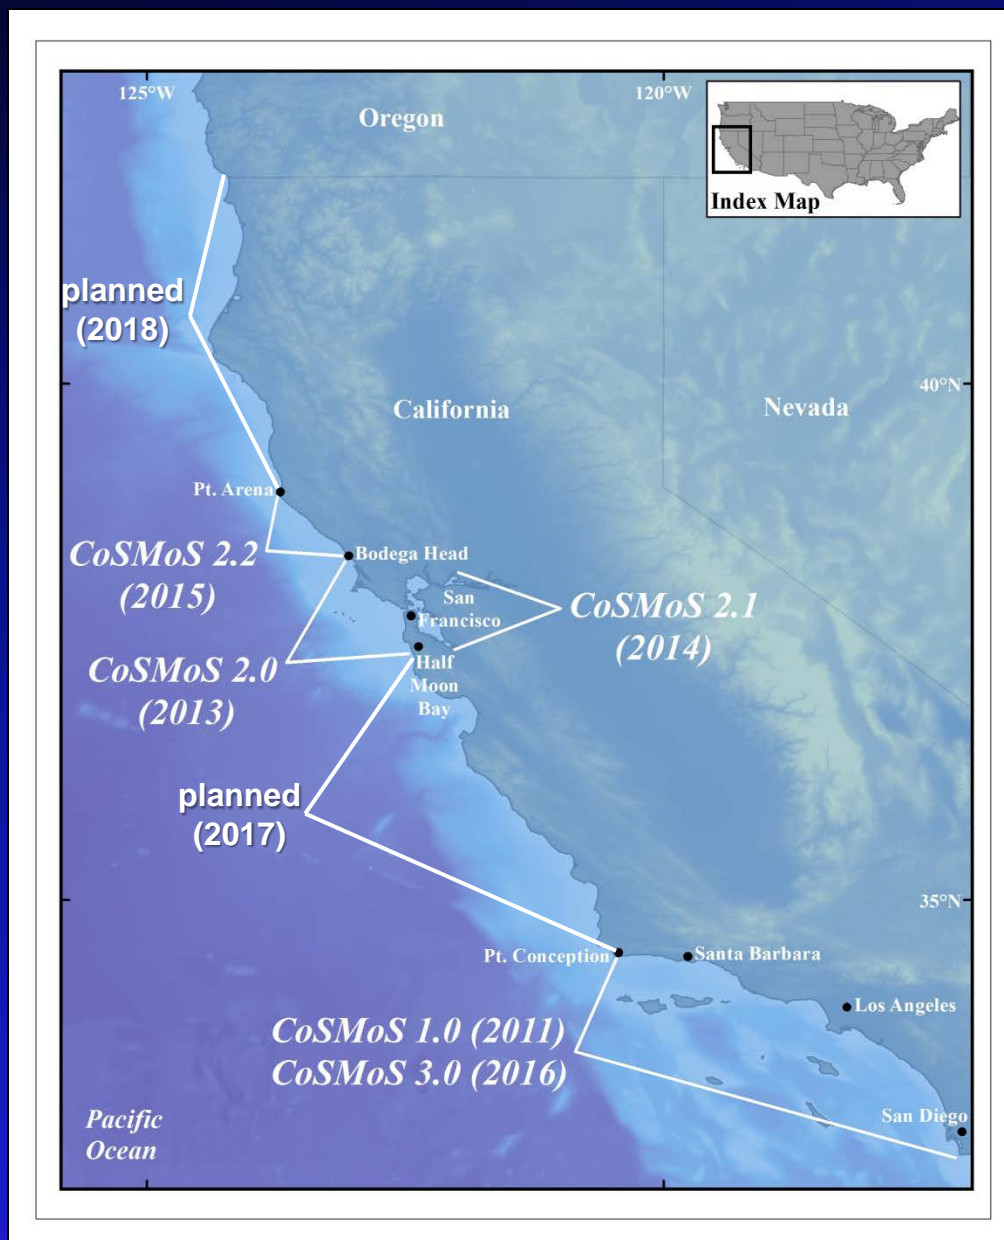 125°W
120°W
Oregon
Index Map
planned
(2018)
40°N
California
Nevada
Pt. Arena
Bodega Head
CoSMoS 2.2
(2015)
San
Francisco
CoSMoS 2.1
(2014)
CoSMoS 2.0
(2013)
Half
Moon
Bay
planned
(2017)
35°N
Pt. Conception
Santa Barbara
Los Angeles
CoSMoS 1.0 (2011)
CoSMoS 3.0 (2016)
San Diego
Pacific
Ocean